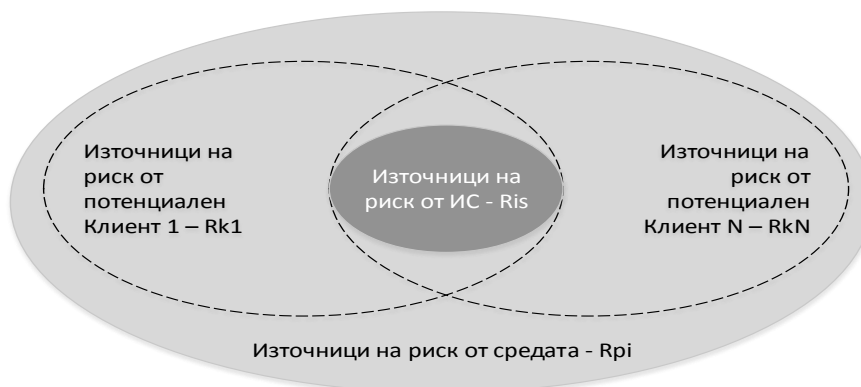 Източници на
риск от
потенциален
Клиент 1 – Rk1
Източници на
риск от ИС - Ris
Източници на
риск от
потенциален
Клиент N – RkN
Източници на риск от средата - Rpi